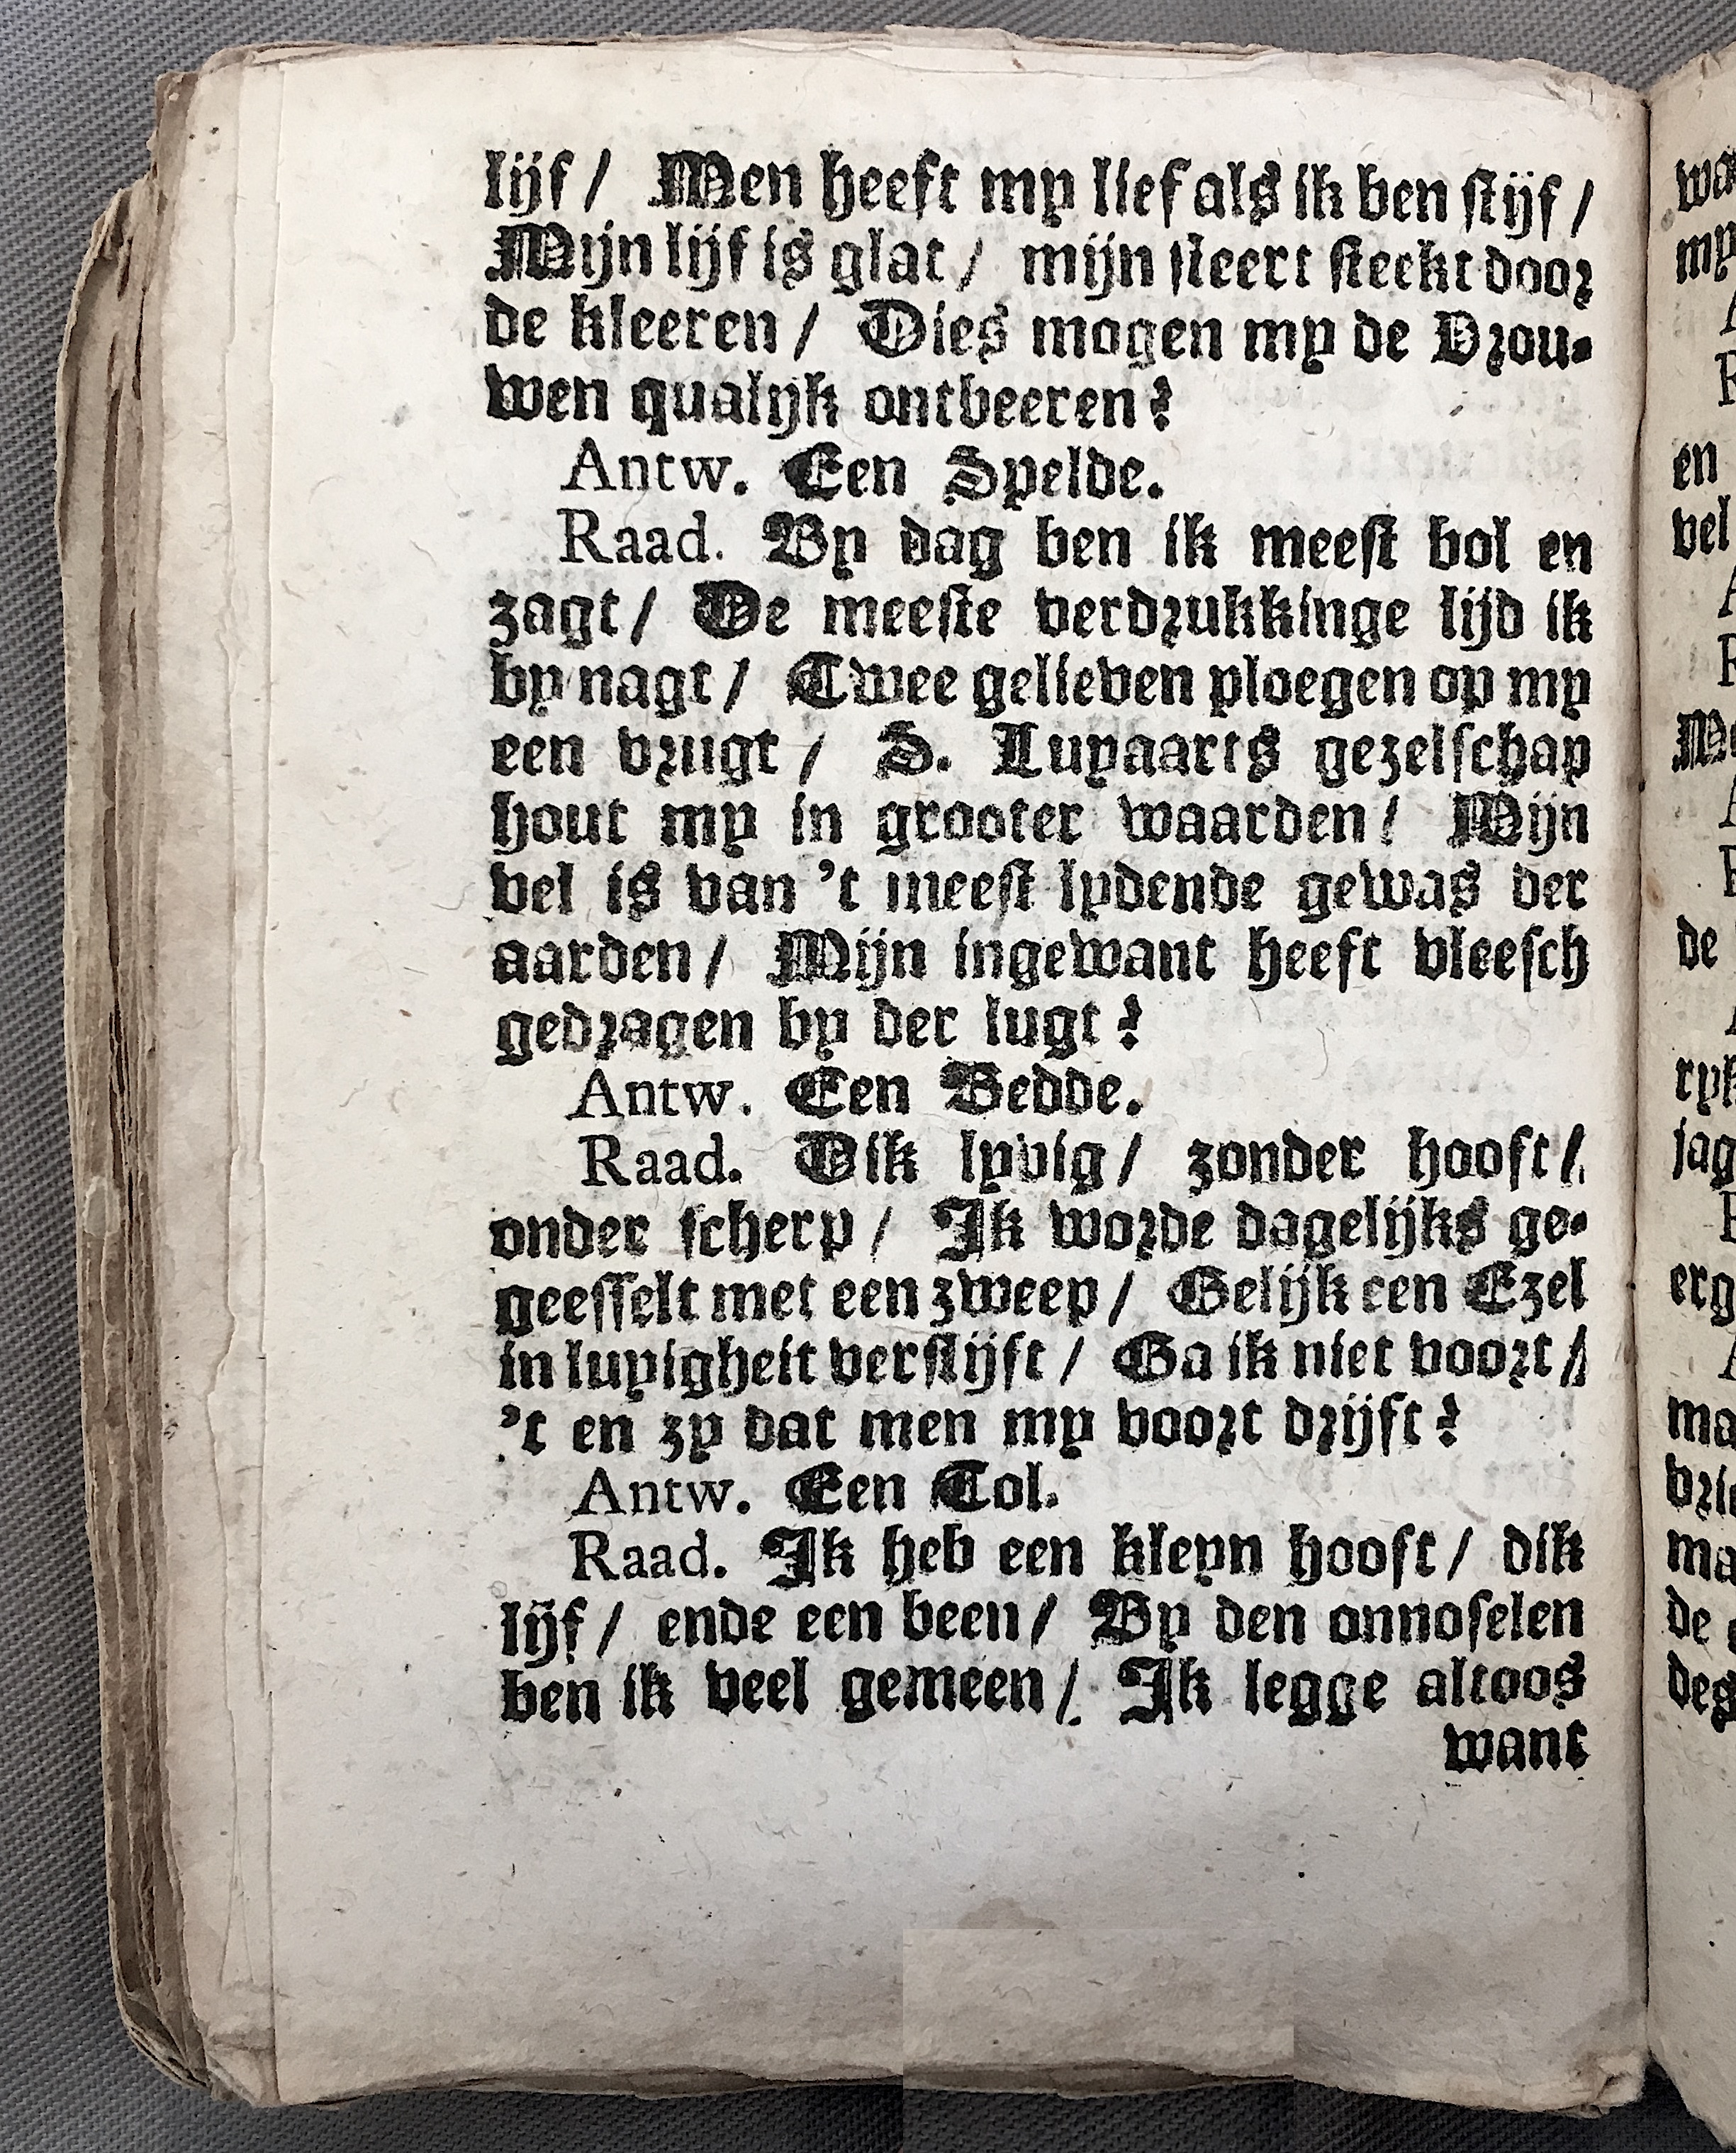 lijf / Men heeft my lief als ik ben stijf /
Mijn lijf is glat / mijn steert steekt door
de kleeren / Dies mogen my de Vrou-
wen qualijk ontbeeren?
Antw. Een Spelde.
Raad. By dag ben ik meest bol en
zagt / De meeste verdrukkinge lijd ik
by nagt / Twee gelieven ploegen op my
een vrugt / S. Luyaarts gezelschap
hout my in grooter waarden / Mijn
vel is van 't meest lydende gewas der
aarden / Mijn ingewant heeft vleesch
gedragen by der lugt?
Antw. Een Bedde.
Raad. Dik lyvig / zonder hooft /
onder scherp / Ik worde dagelijks ge-
geesselt met een zweep / Gelijk een Ezel
in luyigheit verstijft / Ga ik niet voort /
't en zy dat men my voort drijft?
Antw. Een Tol.
Raad. Ik heb een kleyn hooft / dik
lijf / ende een been / By den onnoselen
ben ik veel gemeen / Ik legge altoos
want